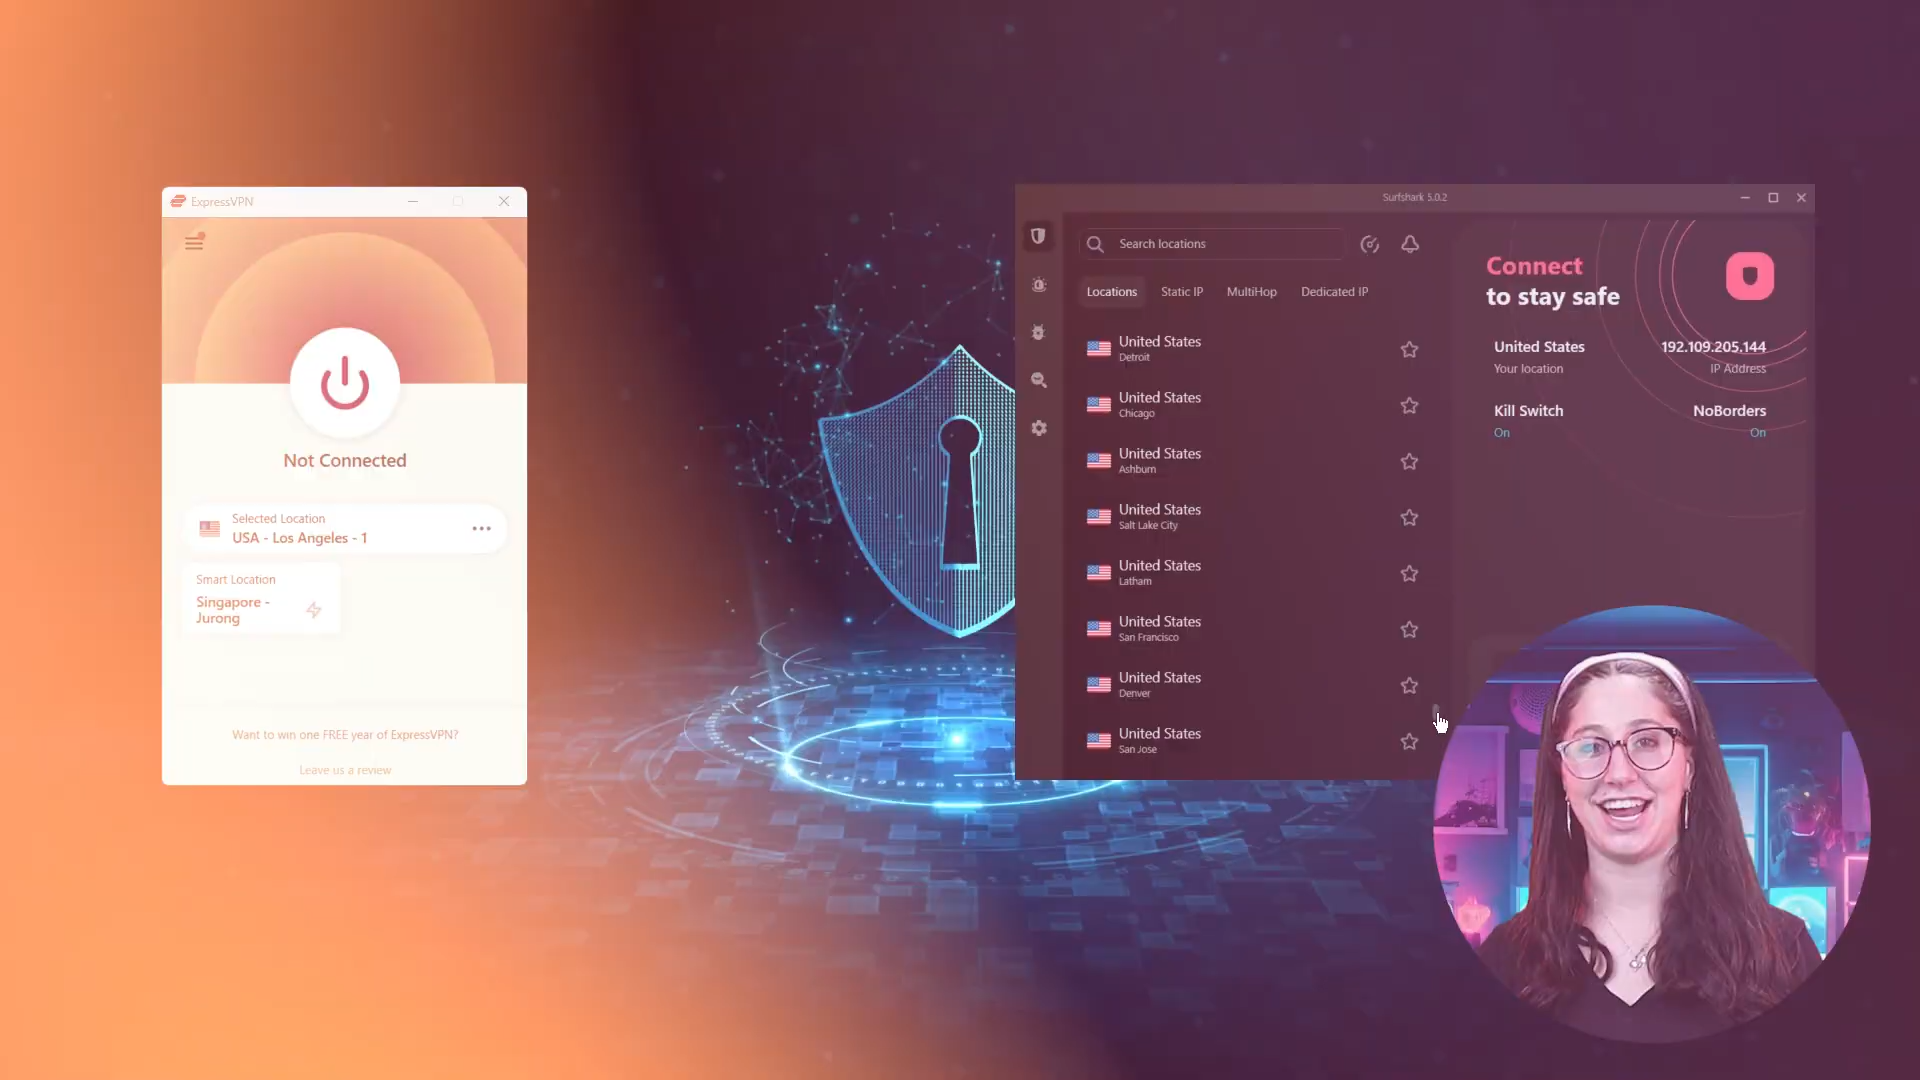 ExpressVPN
Not Connected
Selected Location
USA - Los Angeles - 1
Smart Location
Singapore -
Jurong
Want to win one FREE year of ExpressVPN?
Leave us a review
Surfshark 5.0.2
Search locations
Locations
Static IP
MultiHop
Dedicated IP
United States
Detroit
United States
Chicago
United States
Ashburn
United States
Salt Lake City
United States
Latham
United States
San Francisco
United States
Denver
United States
San Jose
Connect
to stay safe
United States
192.109.205.144
Your location
IP Address
Kill Switch
NoBorders
On
On